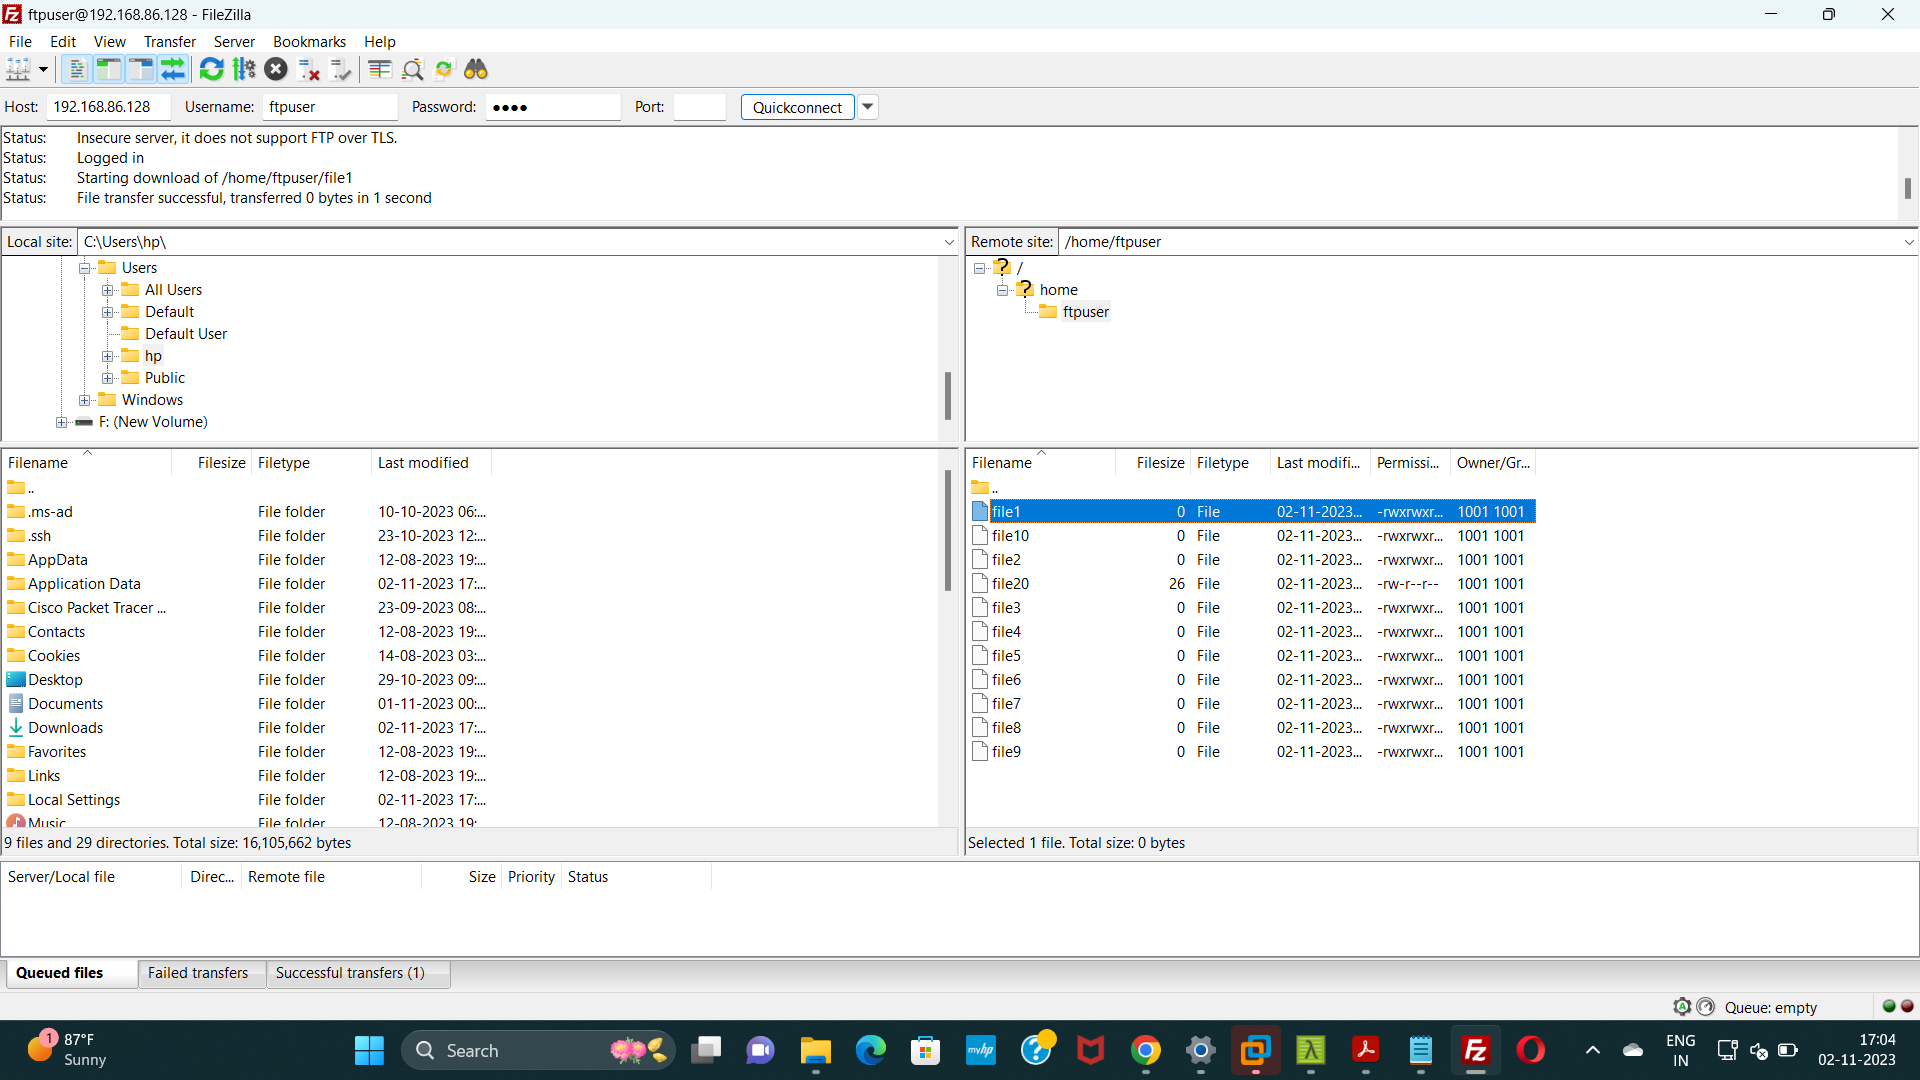 ftpuser@192.168.86.128 - FileZilla
File Edit View Transfer Server Bookmarks Help
Host: 192.168.86.128 Username: ftpuser Password: ●●●● Port: Quickconnect
Status: Insecure server, it does not support FTP over TLS.
Status: Logged in
Status: Starting download of /home/ftpuser/file1
Status: File transfer successful, transferred 0 bytes in 1 second
Local site: C:\Users\hp\
Users
All Users
Default
Default User
hp
Public
Windows
F: (New Volume)
Remote site: /home/ftpuser
/
home
ftpuser
Filename Filesize Filetype Last modified
..
.ms-ad File folder 10-10-2023 06:...
.ssh File folder 23-10-2023 12:...
AppData File folder 12-08-2023 19:...
Application Data File folder 02-11-2023 17:...
Cisco Packet Tracer ... File folder 23-09-2023 08:...
Contacts File folder 12-08-2023 19:...
Cookies File folder 14-08-2023 03:...
Desktop File folder 29-10-2023 09:...
Documents File folder 01-11-2023 00:...
Downloads File folder 02-11-2023 17:...
Favorites File folder 12-08-2023 19:...
Links File folder 12-08-2023 19:...
Local Settings File folder 02-11-2023 17:...
Music File folder 12-08-2023 19:
9 files and 29 directories. Total size: 16,105,662 bytes
Filename Filesize Filetype Last modifi... Permissi... Owner/Gr...
..
file1 0 File 02-11-2023... -rwxrwxr... 1001 1001
file10 0 File 02-11-2023... -rwxrwxr... 1001 1001
file2 0 File 02-11-2023... -rwxrwxr... 1001 1001
file20 26 File 02-11-2023... -rw-r--r-- 1001 1001
file3 0 File 02-11-2023... -rwxrwxr... 1001 1001
file4 0 File 02-11-2023... -rwxrwxr... 1001 1001
file5 0 File 02-11-2023... -rwxrwxr... 1001 1001
file6 0 File 02-11-2023... -rwxrwxr... 1001 1001
file7 0 File 02-11-2023... -rwxrwxr... 1001 1001
file8 0 File 02-11-2023... -rwxrwxr... 1001 1001
file9 0 File 02-11-2023... -rwxrwxr... 1001 1001
Selected 1 file. Total size: 0 bytes
Server/Local file Direc... Remote file Size Priority Status
Queued files Failed transfers Successful transfers (1)
Queue: empty
1 87°F
Sunny
Search
myhp
ENG
IN
17:04
02-11-2023